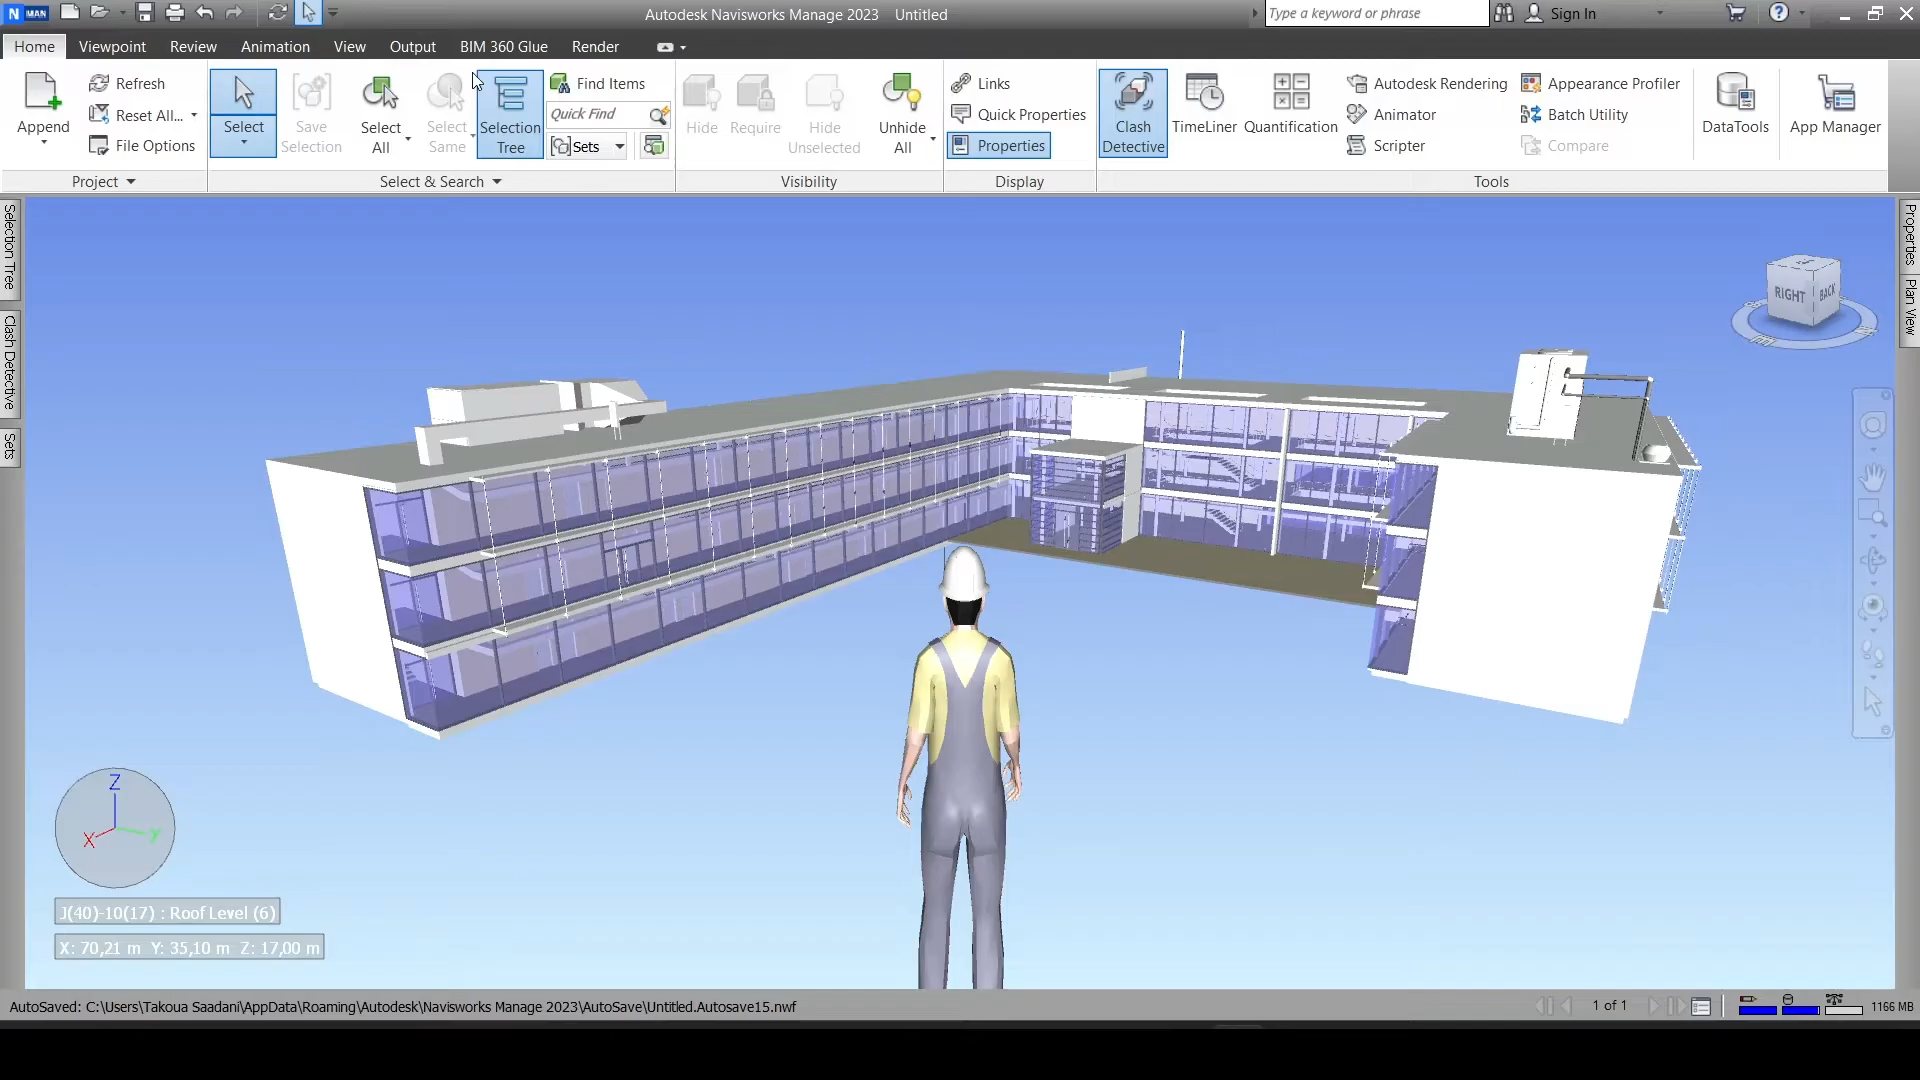 N MAN
Autodesk Navisworks Manage 2023 Untitled
Type a keyword or phrase
Sign In
Home Viewpoint Review Animation View Output BIM 360 Glue Render
Append
Refresh
Reset All...
File Options
Project
Select
Save Selection
Select All
Select Same
Selection Tree
Find Items
Quick Find
Sets
Select & Search
Hide
Require
Hide Unselected
Unhide All
Visibility
Links
Quick Properties
Properties
Display
Clash Detective
TimeLiner
Quantification
Autodesk Rendering
Animator
Scripter
Appearance Profiler
Batch Utility
Compare
DataTools
App Manager
Tools
Selection Tree
Clash Detective
Sets
Properties
Plan View
RIGHT
BACK
Z
X
Y
J(40)-10(17) : Roof Level (6)
X: 70,21 m Y: 35,10 m Z: 17,00 m
AutoSaved: C:\Users\Takoua Saadani\AppData\Roaming\Autodesk\Navisworks Manage 2023\AutoSave\Untitled.Autosave15.nwf
1 of 1
1166 MB